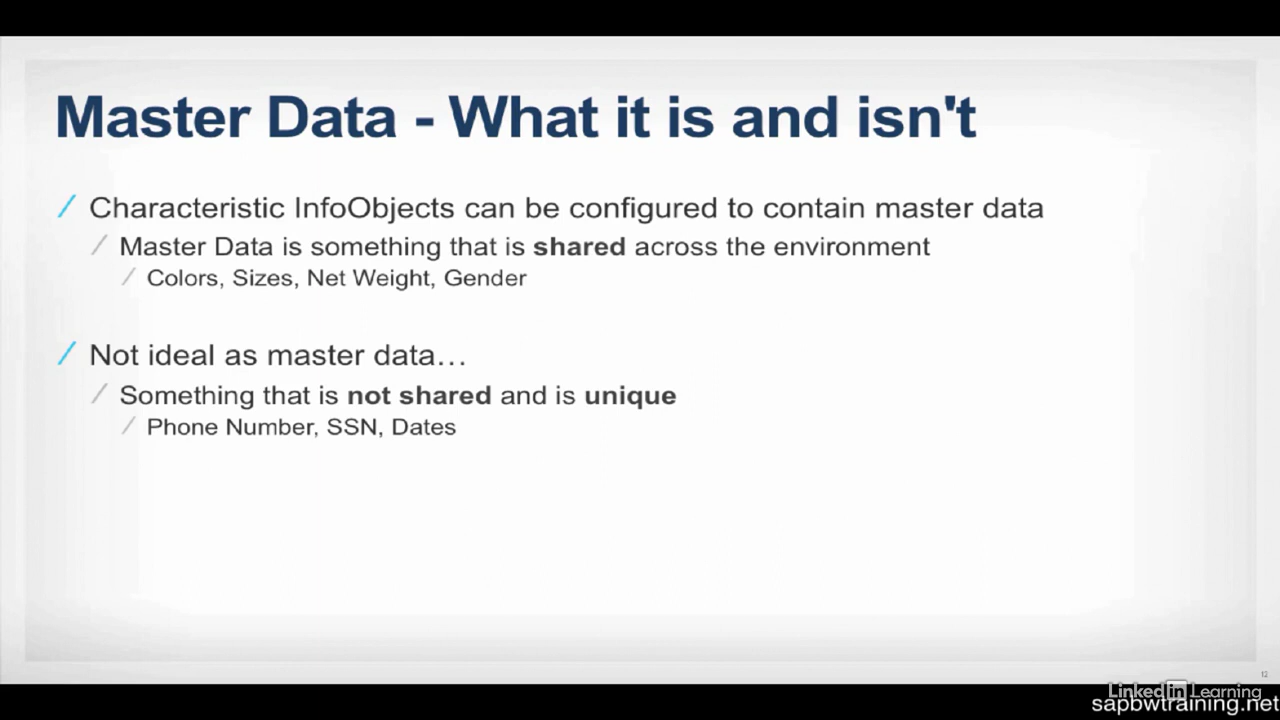 Master Data - What it is and isn't
Characteristic InfoObjects can be configured to contain master data
Master Data is something that is shared across the environment
Colors, Sizes, Net Weight, Gender
Not ideal as master data…
Something that is not shared and is unique
Phone Number, SSN, Dates
12
Linked in Learning
sapbwtraining.net